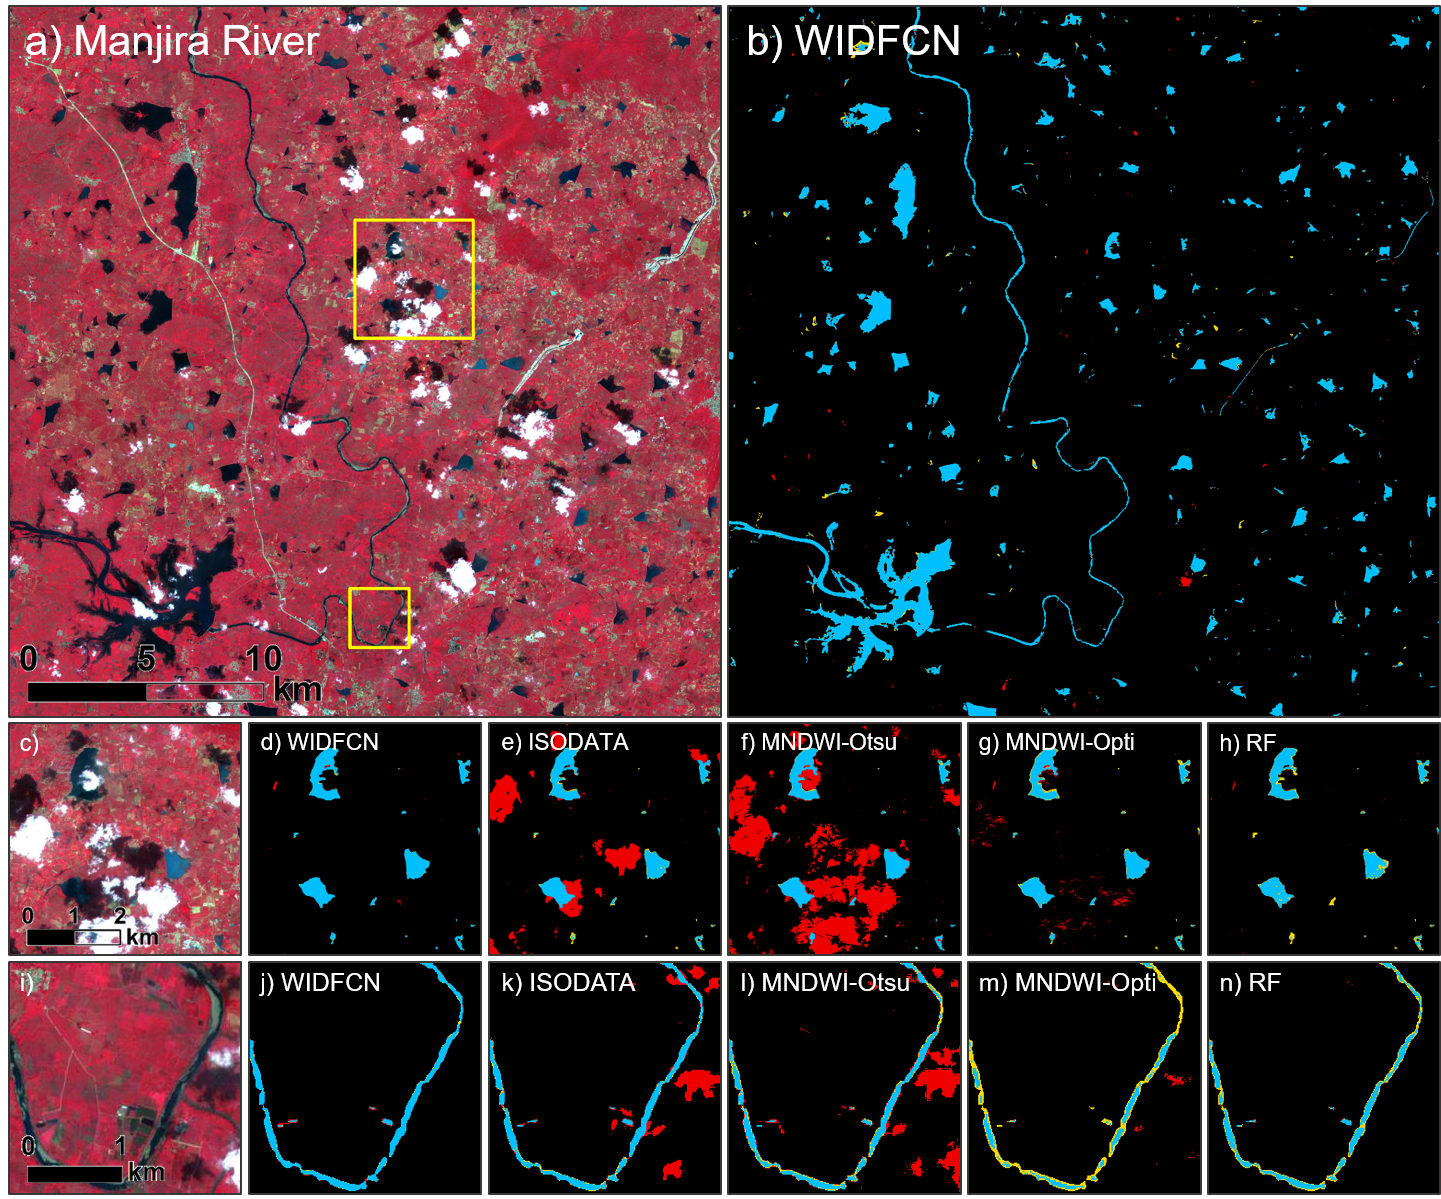 a) Manjira River
b) WIDFCN
0 5 10
km
c)
d) WIDFCN
e) ISODATA
f) MNDWI-Otsu
g) MNDWI-Opti
h) RF
0 1 2
km
i)
j) WIDFCN
k) ISODATA
l) MNDWI-Otsu
m) MNDWI-Opti
n) RF
0 1
km